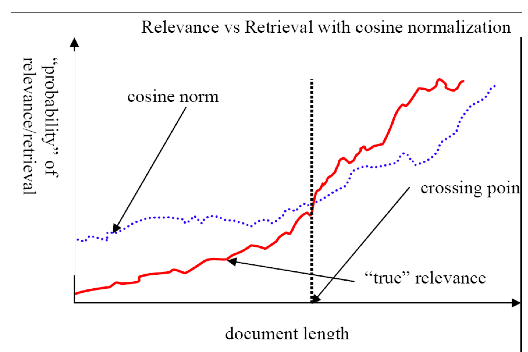 Relevance vs Retrieval with cosine normalization
"probability" of
relevance/retrieval
cosine norm
crossing poin
"true" relevance
document length